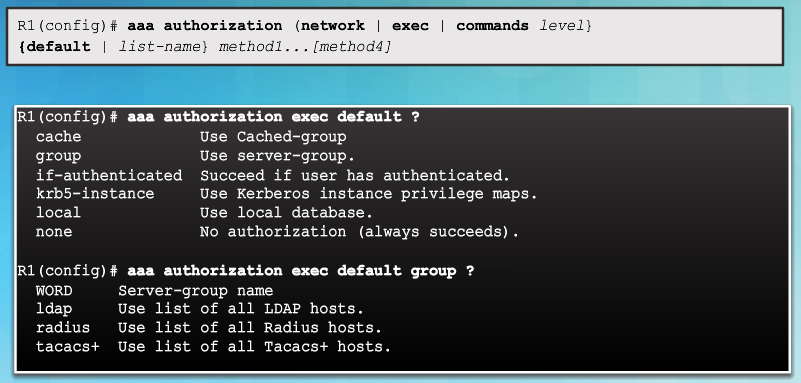 R1(config)# aaa authorization (network | exec | commands level}
{default | list-name} method1...[method4]
R1(config)# aaa authorization exec default ?
cache Use Cached-group
group Use server-group.
if-authenticated Succeed if user has authenticated.
krb5-instance Use Kerberos instance privilege maps.
local Use local database.
none No authorization (always succeeds).
R1(config)# aaa authorization exec default group ?
WORD Server-group name
ldap Use list of all LDAP hosts.
radius Use list of all Radius hosts.
tacacs+ Use list of all Tacacs+ hosts.